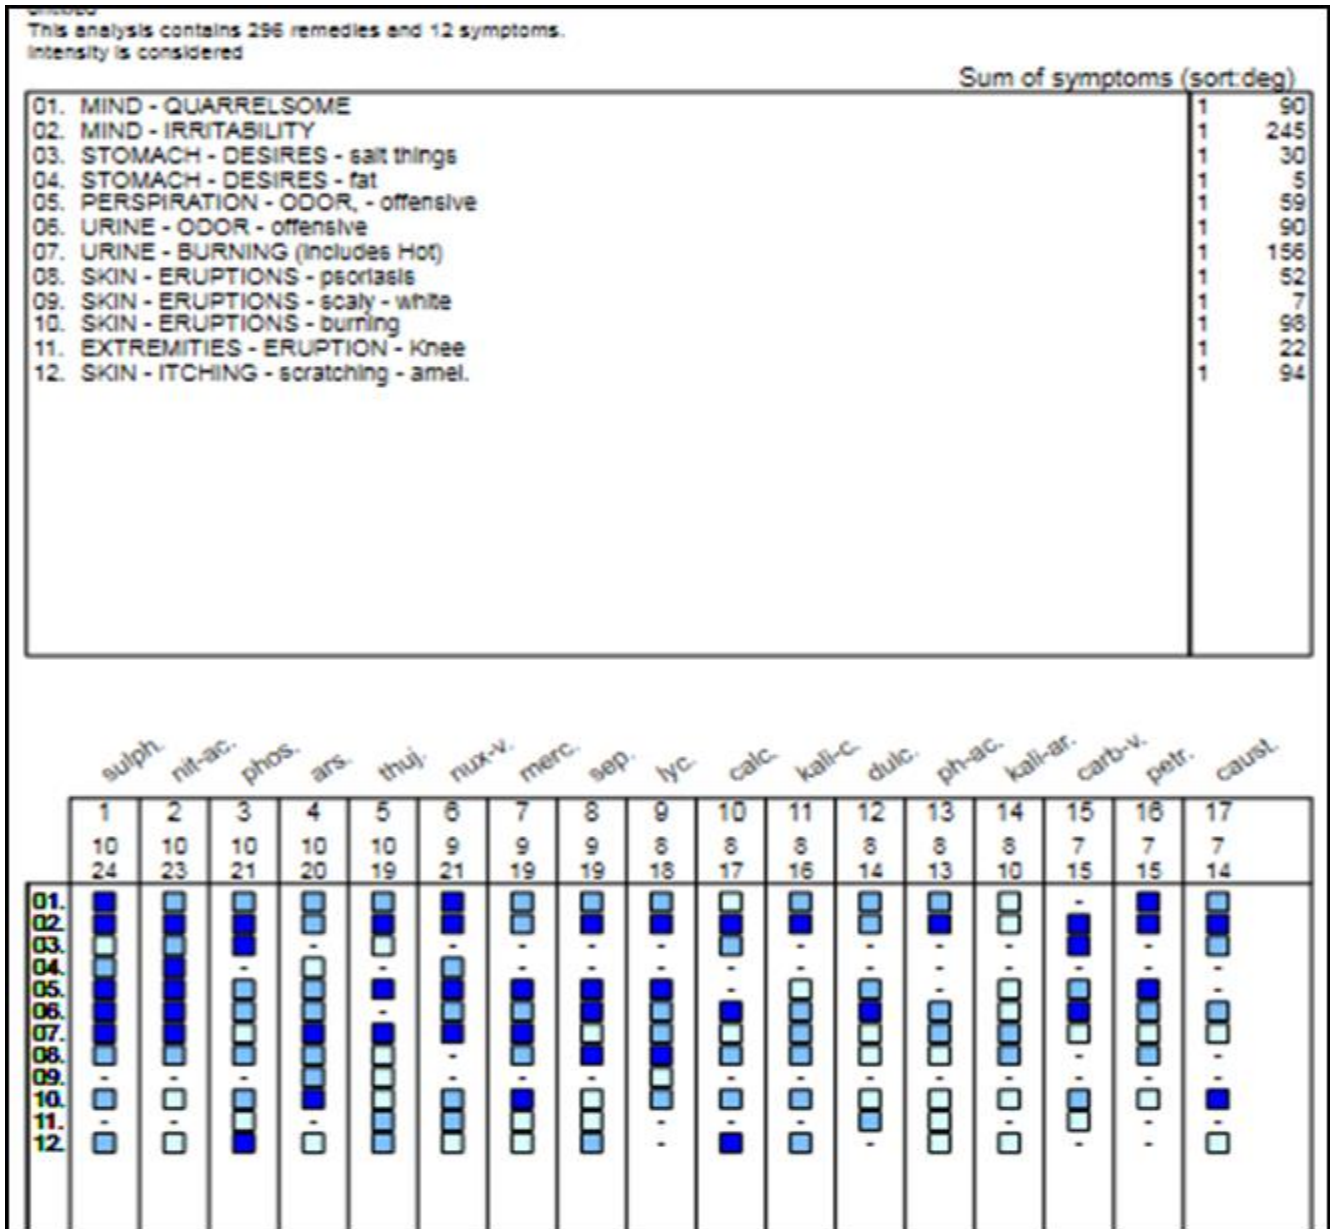 This analysis contains 296 remedies and 12 symptoms.
Intensity is considered
Sum of symptoms (sort:deg)
01. MIND - QUARRELSOME 1 90
02. MIND - IRRITABILITY 1 245
03. STOMACH - DESIRES - salt things 1 30
04. STOMACH - DESIRES - fat 1 5
05. PERSPIRATION - ODOR, - offensive 1 59
06. URINE - ODOR - offensive 1 90
07. URINE - BURNING (Includes Hot) 1 156
08. SKIN - ERUPTIONS - psoriasis 1 52
09. SKIN - ERUPTIONS - scaly - white 1 7
10. SKIN - ERUPTIONS - burning 1 98
11. EXTREMITIES - ERUPTION - Knee 1 22
12. SKIN - ITCHING - scratching - amel. 1 94
sulph. nit-ac. phos. ars. thuj. nux-v. merc. sep. lyc. calc. kali-c. dulc. ph-ac. kali-ar. carb-v. petr. caust.
1 2 3 4 5 6 7 8 9 10 11 12 13 14 15 16 17
10 10 10 10 10 9 9 9 8 8 8 8 8 8 7 7 7
24 23 21 20 19 21 19 19 18 17 16 14 13 10 15 15 14
01. -
02.
03. - - - - - - - - - - -
04. - - - - - - - - - - - - -
05. - - -
06. -
07.
08. - - -
09. - - - - - - - - - - - - - -
10.
11. - - - - - - - - - -
12. - - - -